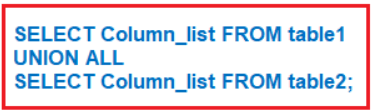 SELECT Column_list FROM table1
UNION ALL
SELECT Column_list FROM table2;